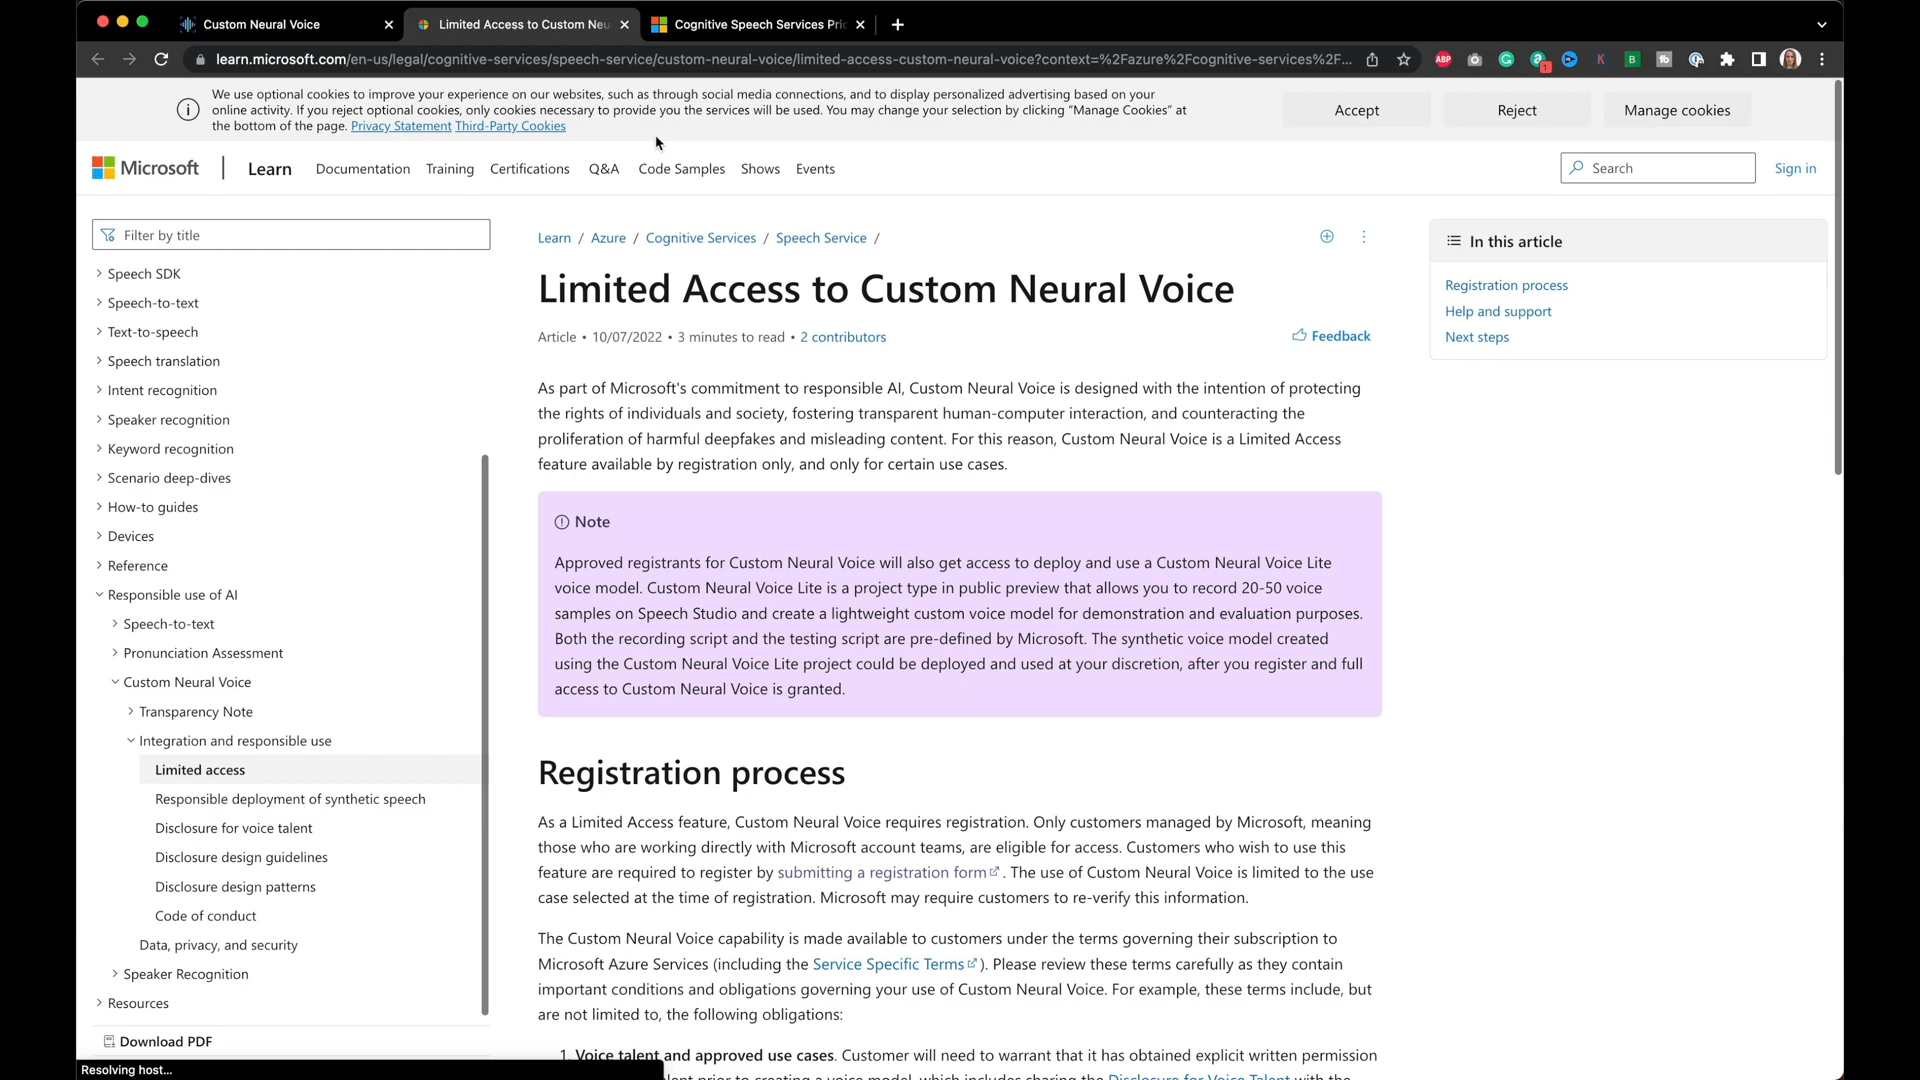 Custom Neural Voice
Limited Access to Custom Neu
Cognitive Speech Services Pric
learn.microsoft.com/en-us/legal/cognitive-services/speech-service/custom-neural-voice/limited-access-custom-neural-voice?context=%2Fazure%2Fcognitive-services%2F...
ABP
1
K
B
We use optional cookies to improve your experience on our websites, such as through social media connections, and to display personalized advertising based on your
online activity. If you reject optional cookies, only cookies necessary to provide you the services will be used. You may change your selection by clicking “Manage Cookies” at
the bottom of the page. Privacy Statement Third-Party Cookies
Accept
Reject
Manage cookies
Microsoft
Learn
Documentation
Training
Certifications
Q&A
Code Samples
Shows
Events
Search
Sign in
Filter by title
Speech SDK
Speech-to-text
Text-to-speech
Speech translation
Intent recognition
Speaker recognition
Keyword recognition
Scenario deep-dives
How-to guides
Devices
Reference
Responsible use of AI
Speech-to-text
Pronunciation Assessment
Custom Neural Voice
Transparency Note
Integration and responsible use
Limited access
Responsible deployment of synthetic speech
Disclosure for voice talent
Disclosure design guidelines
Disclosure design patterns
Code of conduct
Data, privacy, and security
Speaker Recognition
Resources
Download PDF
Resolving host...
Learn / Azure / Cognitive Services / Speech Service /
Limited Access to Custom Neural Voice
Article • 10/07/2022 • 3 minutes to read • 2 contributors
Feedback
As part of Microsoft's commitment to responsible AI, Custom Neural Voice is designed with the intention of protecting
the rights of individuals and society, fostering transparent human-computer interaction, and counteracting the
proliferation of harmful deepfakes and misleading content. For this reason, Custom Neural Voice is a Limited Access
feature available by registration only, and only for certain use cases.
Note
Approved registrants for Custom Neural Voice will also get access to deploy and use a Custom Neural Voice Lite
voice model. Custom Neural Voice Lite is a project type in public preview that allows you to record 20-50 voice
samples on Speech Studio and create a lightweight custom voice model for demonstration and evaluation purposes.
Both the recording script and the testing script are pre-defined by Microsoft. The synthetic voice model created
using the Custom Neural Voice Lite project could be deployed and used at your discretion, after you register and full
access to Custom Neural Voice is granted.
Registration process
As a Limited Access feature, Custom Neural Voice requires registration. Only customers managed by Microsoft, meaning
those who are working directly with Microsoft account teams, are eligible for access. Customers who wish to use this
feature are required to register by submitting a registration form . The use of Custom Neural Voice is limited to the use
case selected at the time of registration. Microsoft may require customers to re-verify this information.
The Custom Neural Voice capability is made available to customers under the terms governing their subscription to
Microsoft Azure Services (including the Service Specific Terms ). Please review these terms carefully as they contain
important conditions and obligations governing your use of Custom Neural Voice. For example, these terms include, but
are not limited to, the following obligations:
1. Voice talent and approved use cases. Customer will need to warrant that it has obtained explicit written permission
lent prior to creating a voice model, which includes sharing the Disclosure for Voice Talent with the
In this article
Registration process
Help and support
Next steps